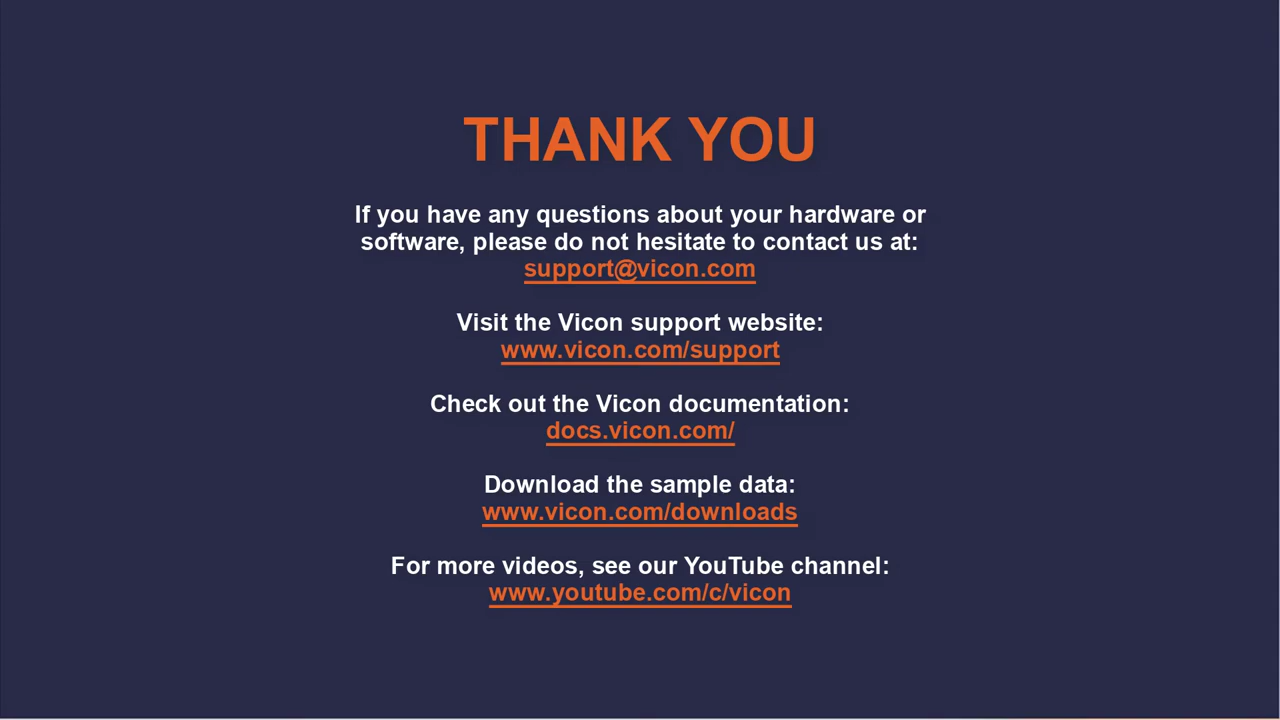 THANK YOU
If you have any questions about your hardware or
software, please do not hesitate to contact us at:
support@vicon.com
Visit the Vicon support website:
www.vicon.com/support
Check out the Vicon documentation:
docs.vicon.com/
Download the sample data:
www.vicon.com/downloads
For more videos, see our YouTube channel:
www.youtube.com/c/vicon